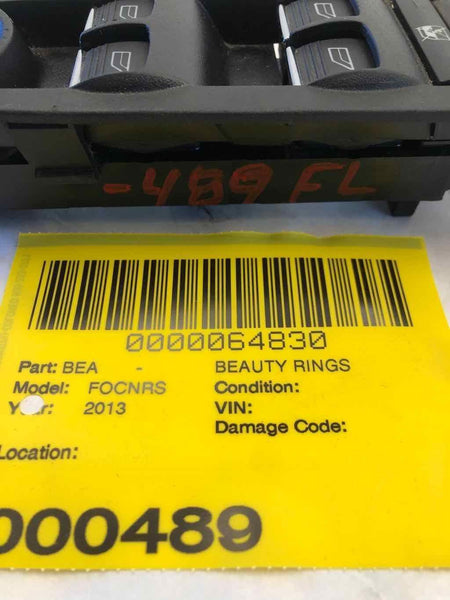 -489 FL
0000064830
Part: BEA - BEAUTY RINGS
Model: FOCNRS Condition:
Year: 2013 VIN:
Damage Code:
Location:
000489